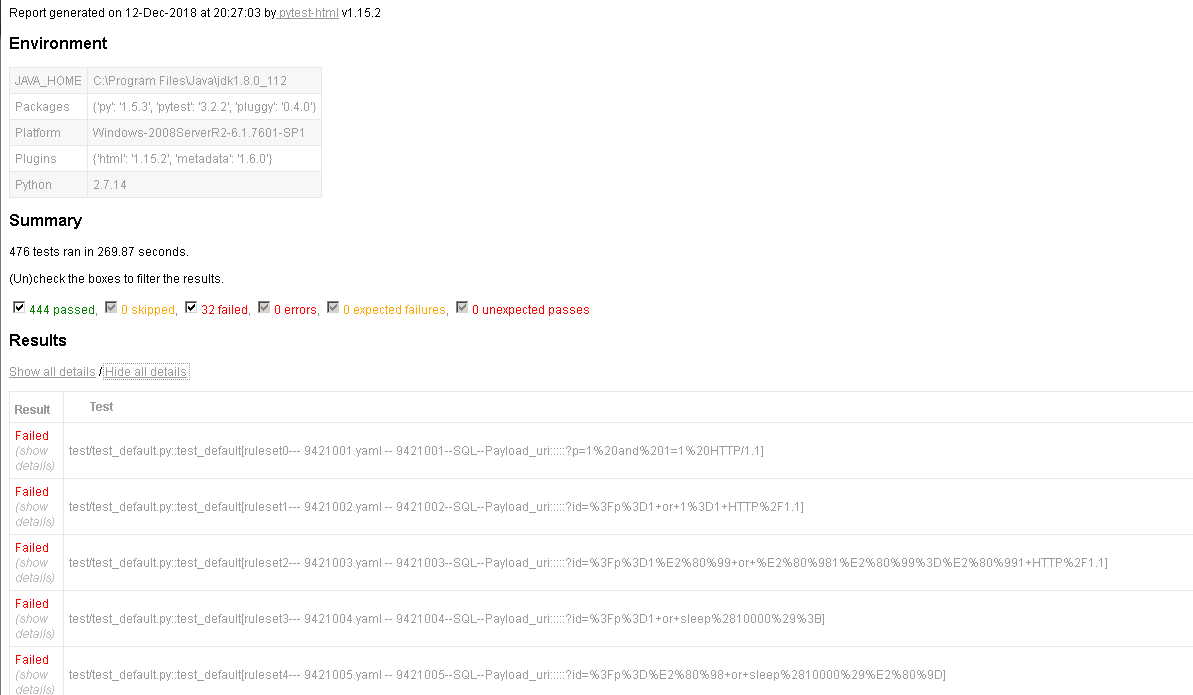 Report generated on 12-Dec-2018 at 20:27:03 by pytest-html v1.15.2
Environment
JAVA_HOME C:\Program Files\Java\jdk1.8.0_112
Packages {'py': '1.5.3', 'pytest': '3.2.2', 'pluggy': '0.4.0'}
Platform Windows-2008ServerR2-6.1.7601-SP1
Plugins {'html': '1.15.2', 'metadata': '1.6.0'}
Python 2.7.14
Summary
476 tests ran in 269.87 seconds.
(Un)check the boxes to filter the results.
444 passed, 0 skipped, 32 failed, 0 errors, 0 expected failures, 0 unexpected passes
Results
Show all details / Hide all details
Result Test
Failed
(show
details)
test/test_default.py::test_default[ruleset0--- 9421001.yaml -- 9421001--SQL--Payload_uri:::::?p=1%20and%201=1%20HTTP/1.1]
Failed
(show
details)
test/test_default.py::test_default[ruleset1--- 9421002.yaml -- 9421002--SQL--Payload_uri:::::?id=%3Fp%3D1+or+1%3D1+HTTP%2F1.1]
Failed
(show
details)
test/test_default.py::test_default[ruleset2--- 9421003.yaml -- 9421003--SQL--Payload_uri:::::?id=%3Fp%3D1%E2%80%99+or+%E2%80%981%E2%80%99%3D%E2%80%991+HTTP%2F1.1]
Failed
(show
details)
test/test_default.py::test_default[ruleset3--- 9421004.yaml -- 9421004--SQL--Payload_uri:::::?id=%3Fp%3D1+or+sleep%2810000%29%3B]
Failed
(show
details)
test/test_default.py::test_default[ruleset4--- 9421005.yaml -- 9421005--SQL--Payload_uri:::::?id=%3Fp%3D%E2%80%98+or+sleep%2810000%29%E2%80%9D]